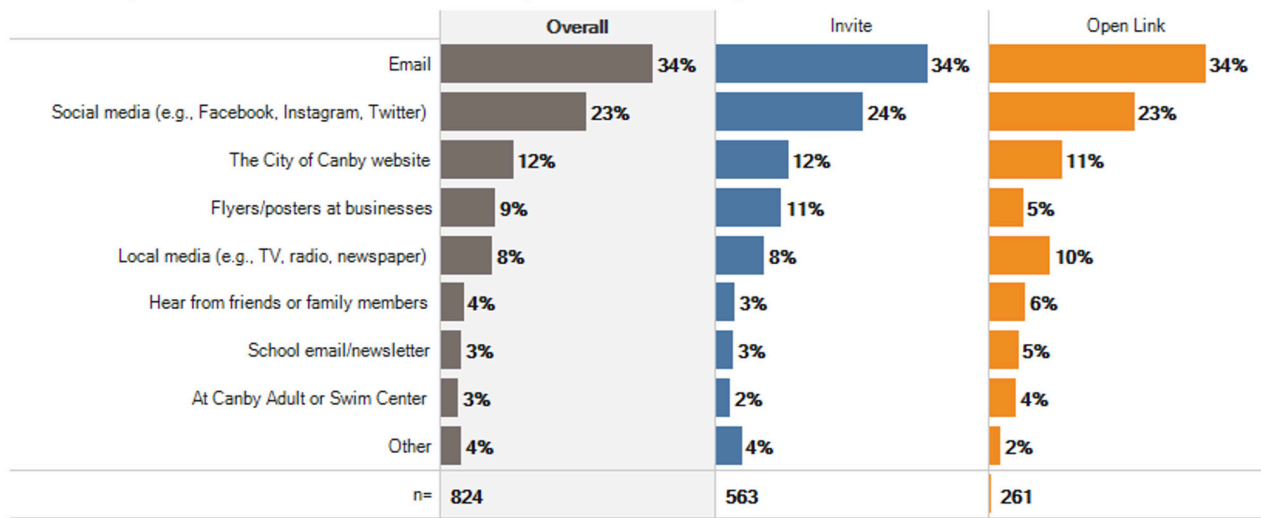 Overall Invite Open Link
Email 34% 34% 34%
Social media (e.g., Facebook, Instagram, Twitter) 23% 24% 23%
The City of Canby website 12% 12% 11%
Flyers/posters at businesses 9% 11% 5%
Local media (e.g., TV, radio, newspaper) 8% 8% 10%
Hear from friends or family members 4% 3% 6%
School email/newsletter 3% 3% 5%
At Canby Adult or Swim Center 3% 2% 4%
Other 4% 4% 2%
n= 824 563 261